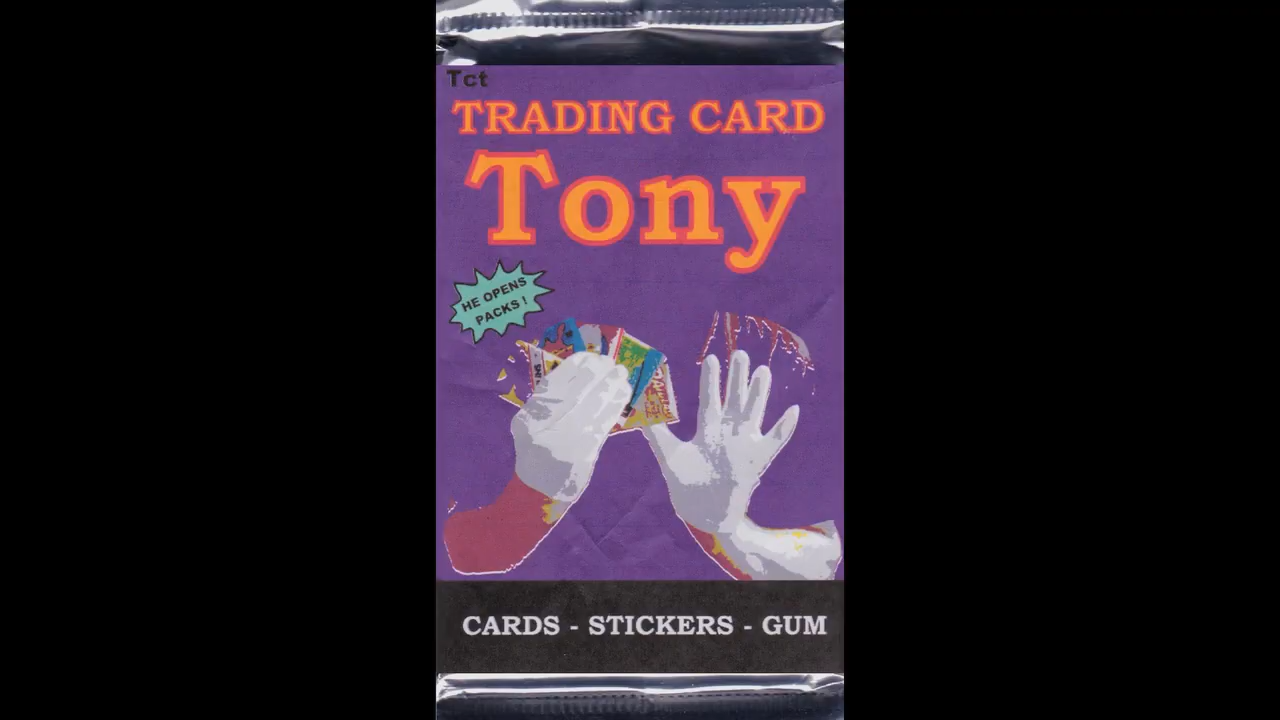 Tct
TRADING CARD
Tony
HE OPENS
PACKS!
CARDS - STICKERS - GUM